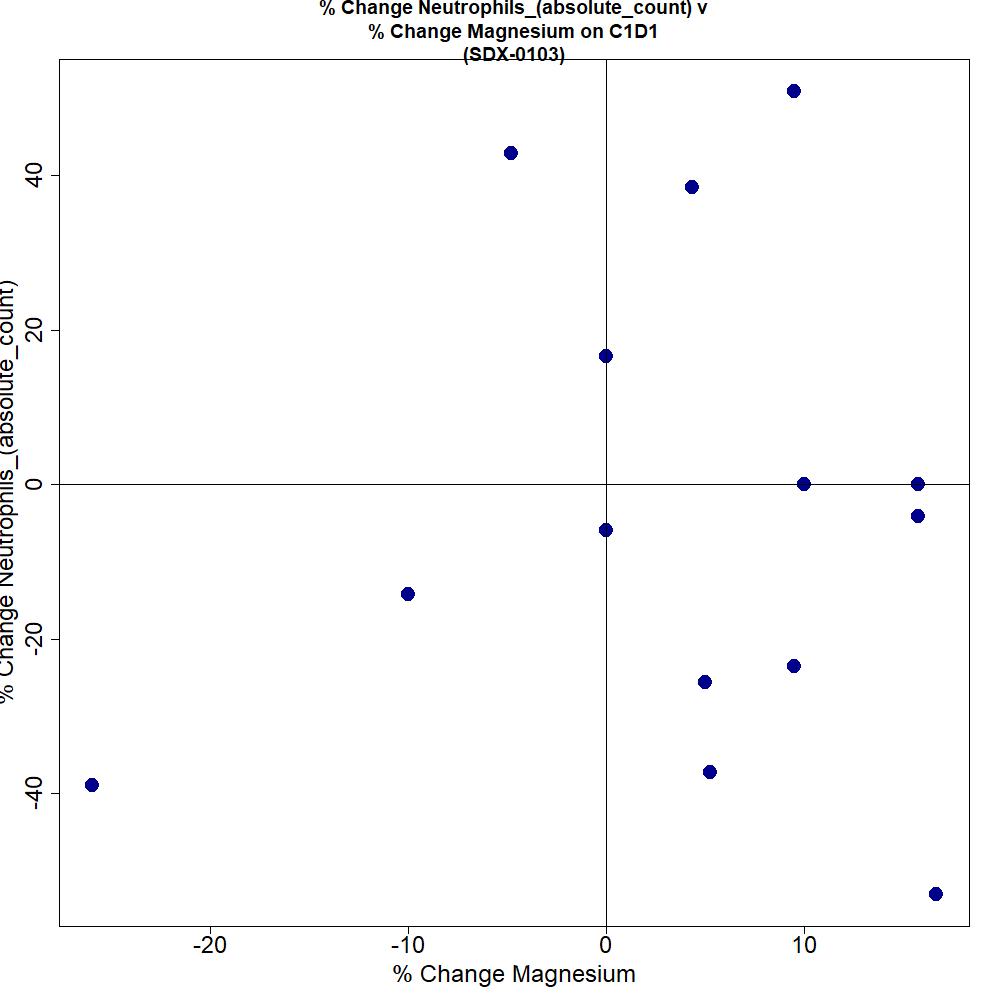 % Change Neutrophils_(absolute_count) v
% Change Magnesium on C1D1
(SDX-0103)
% Change Neutrophils_(absolute_count)
40
20
0
-20
-40
-20
-10
0
10
% Change Magnesium